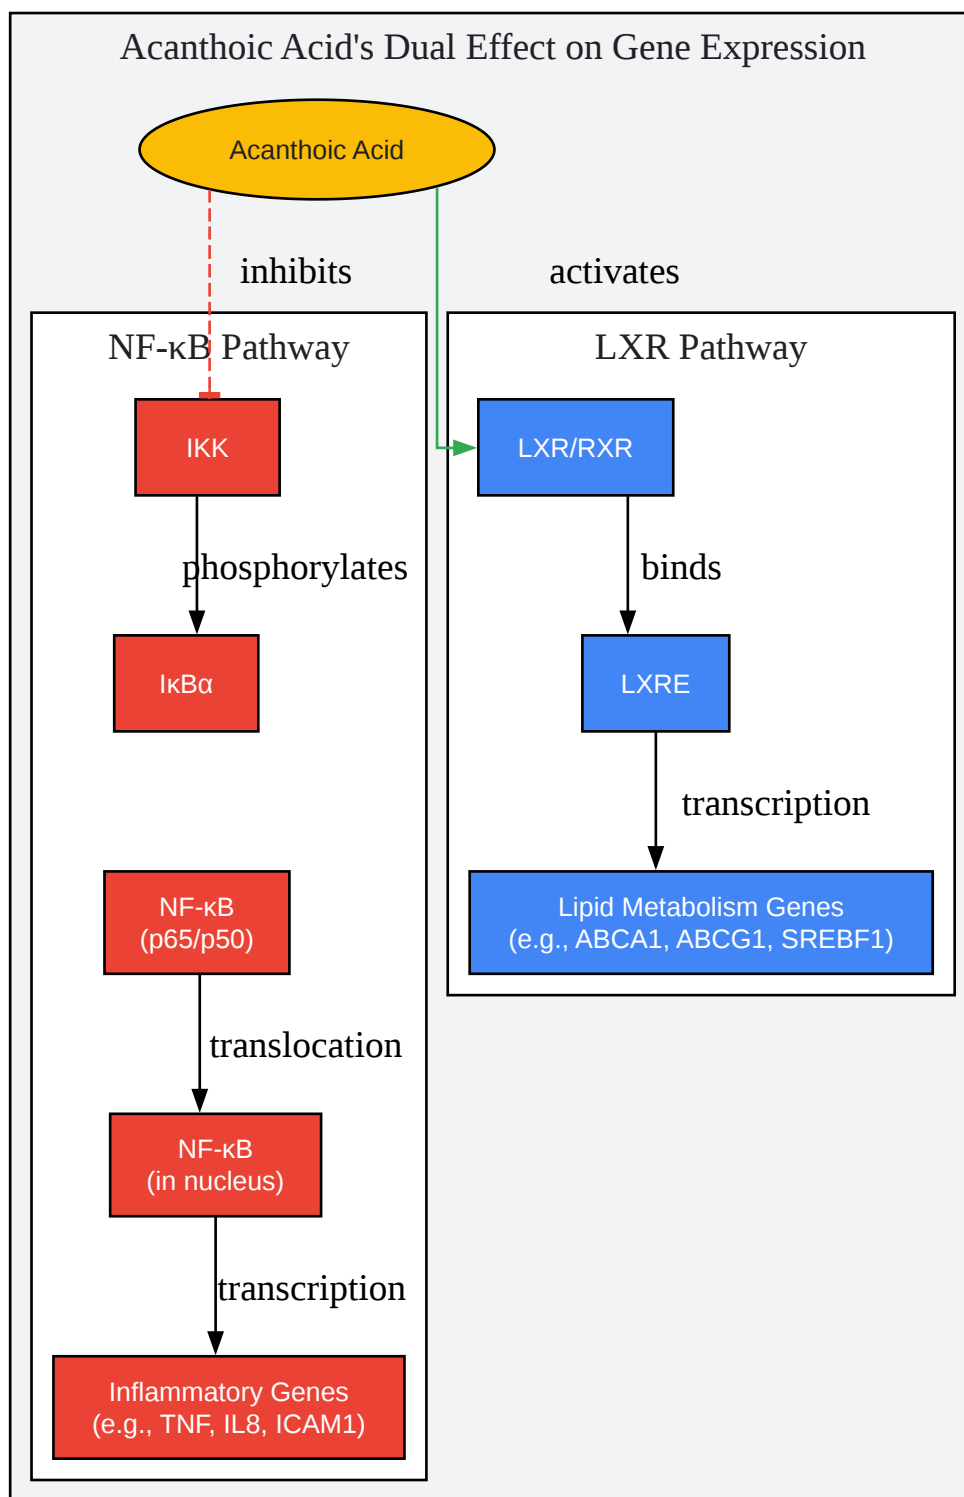 Acanthoic Acid's Dual Effect on Gene Expression
Acanthoic Acid
inhibits
activates
NF-κB Pathway
IKK
phosphorylates
IκBα
NF-κB
(p65/p50)
translocation
NF-κB
(in nucleus)
transcription
Inflammatory Genes
(e.g., TNF, IL8, ICAM1)
LXR Pathway
LXR/RXR
binds
LXRE
transcription
Lipid Metabolism Genes
(e.g., ABCA1, ABCG1, SREBF1)